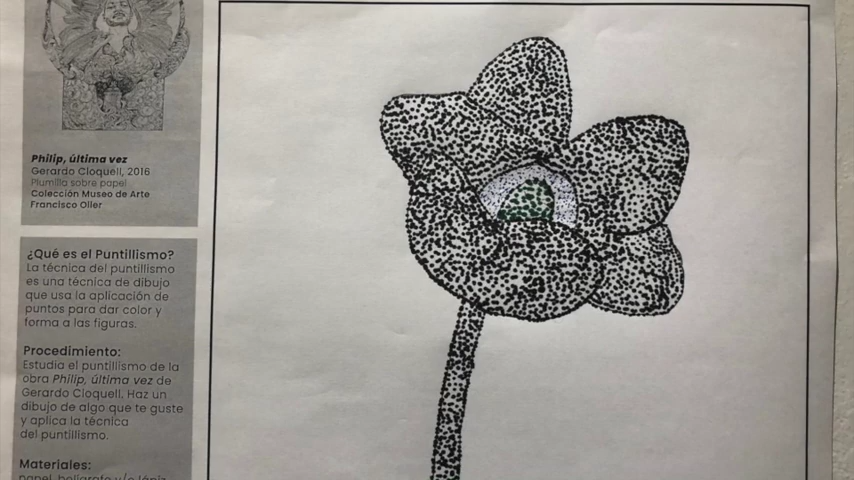 Philip, última vez
Gerardo Cloquell, 2016
Plumilla sobre papel
Colección Museo de Arte
Francisco Oller
¿Qué es el Puntillismo?
La técnica del puntillismo
es una técnica de dibujo
que usa la aplicación de
puntos para dar color y
forma a las figuras.
Procedimiento:
Estudia el puntillismo de la
obra Philip, última vez de
Gerardo Cloquell. Haz un
dibujo de algo que te guste
y aplica la técnica
del puntillismo.
Materiales:
papel, bolígrafo y/o lápiz